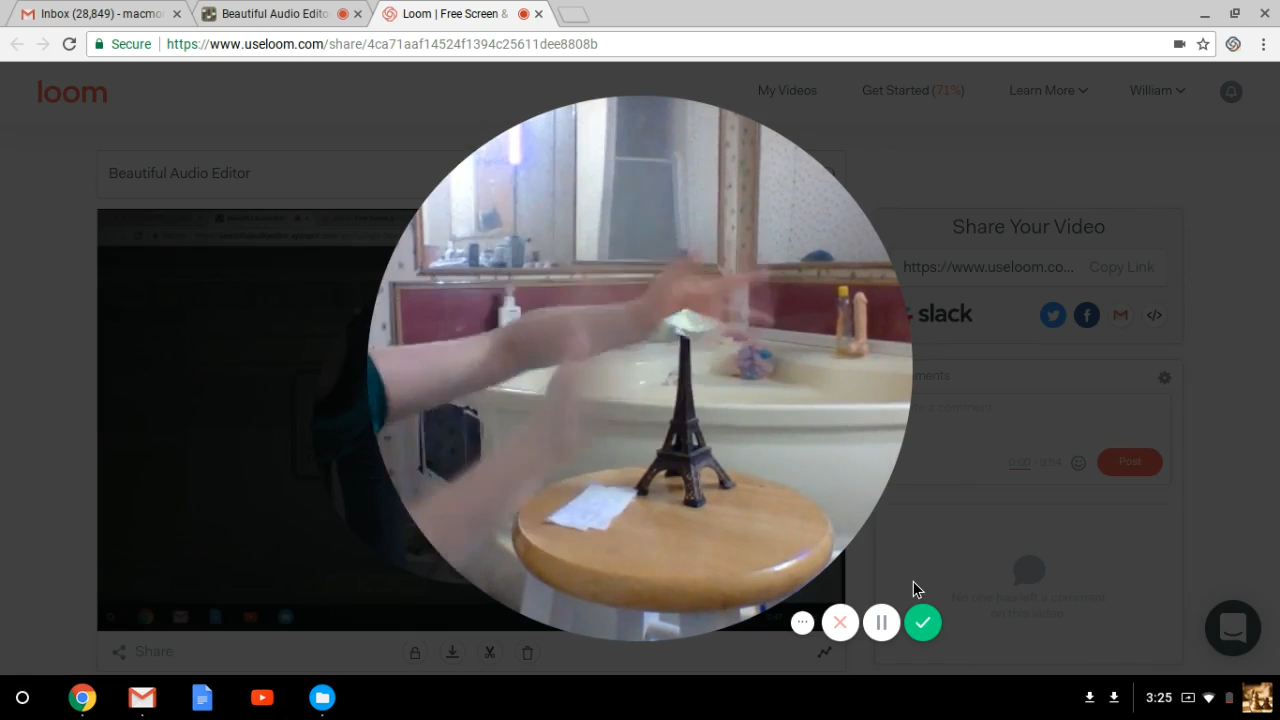 Inbox (28,849) - macmo
Beautiful Audio Edito
Loom | Free Screen &
Secure
https://www.useloom.com/share/4ca71aaf14524f1394c25611dee8808b
loom
My Videos
Get Started (71%)
Learn More
William
Beautiful Audio Editor
Share Your Video
https://www.useloom.co...
Copy Link
slack
ments
a comment
Post
No one has left a comment
on this video
Share
3:25